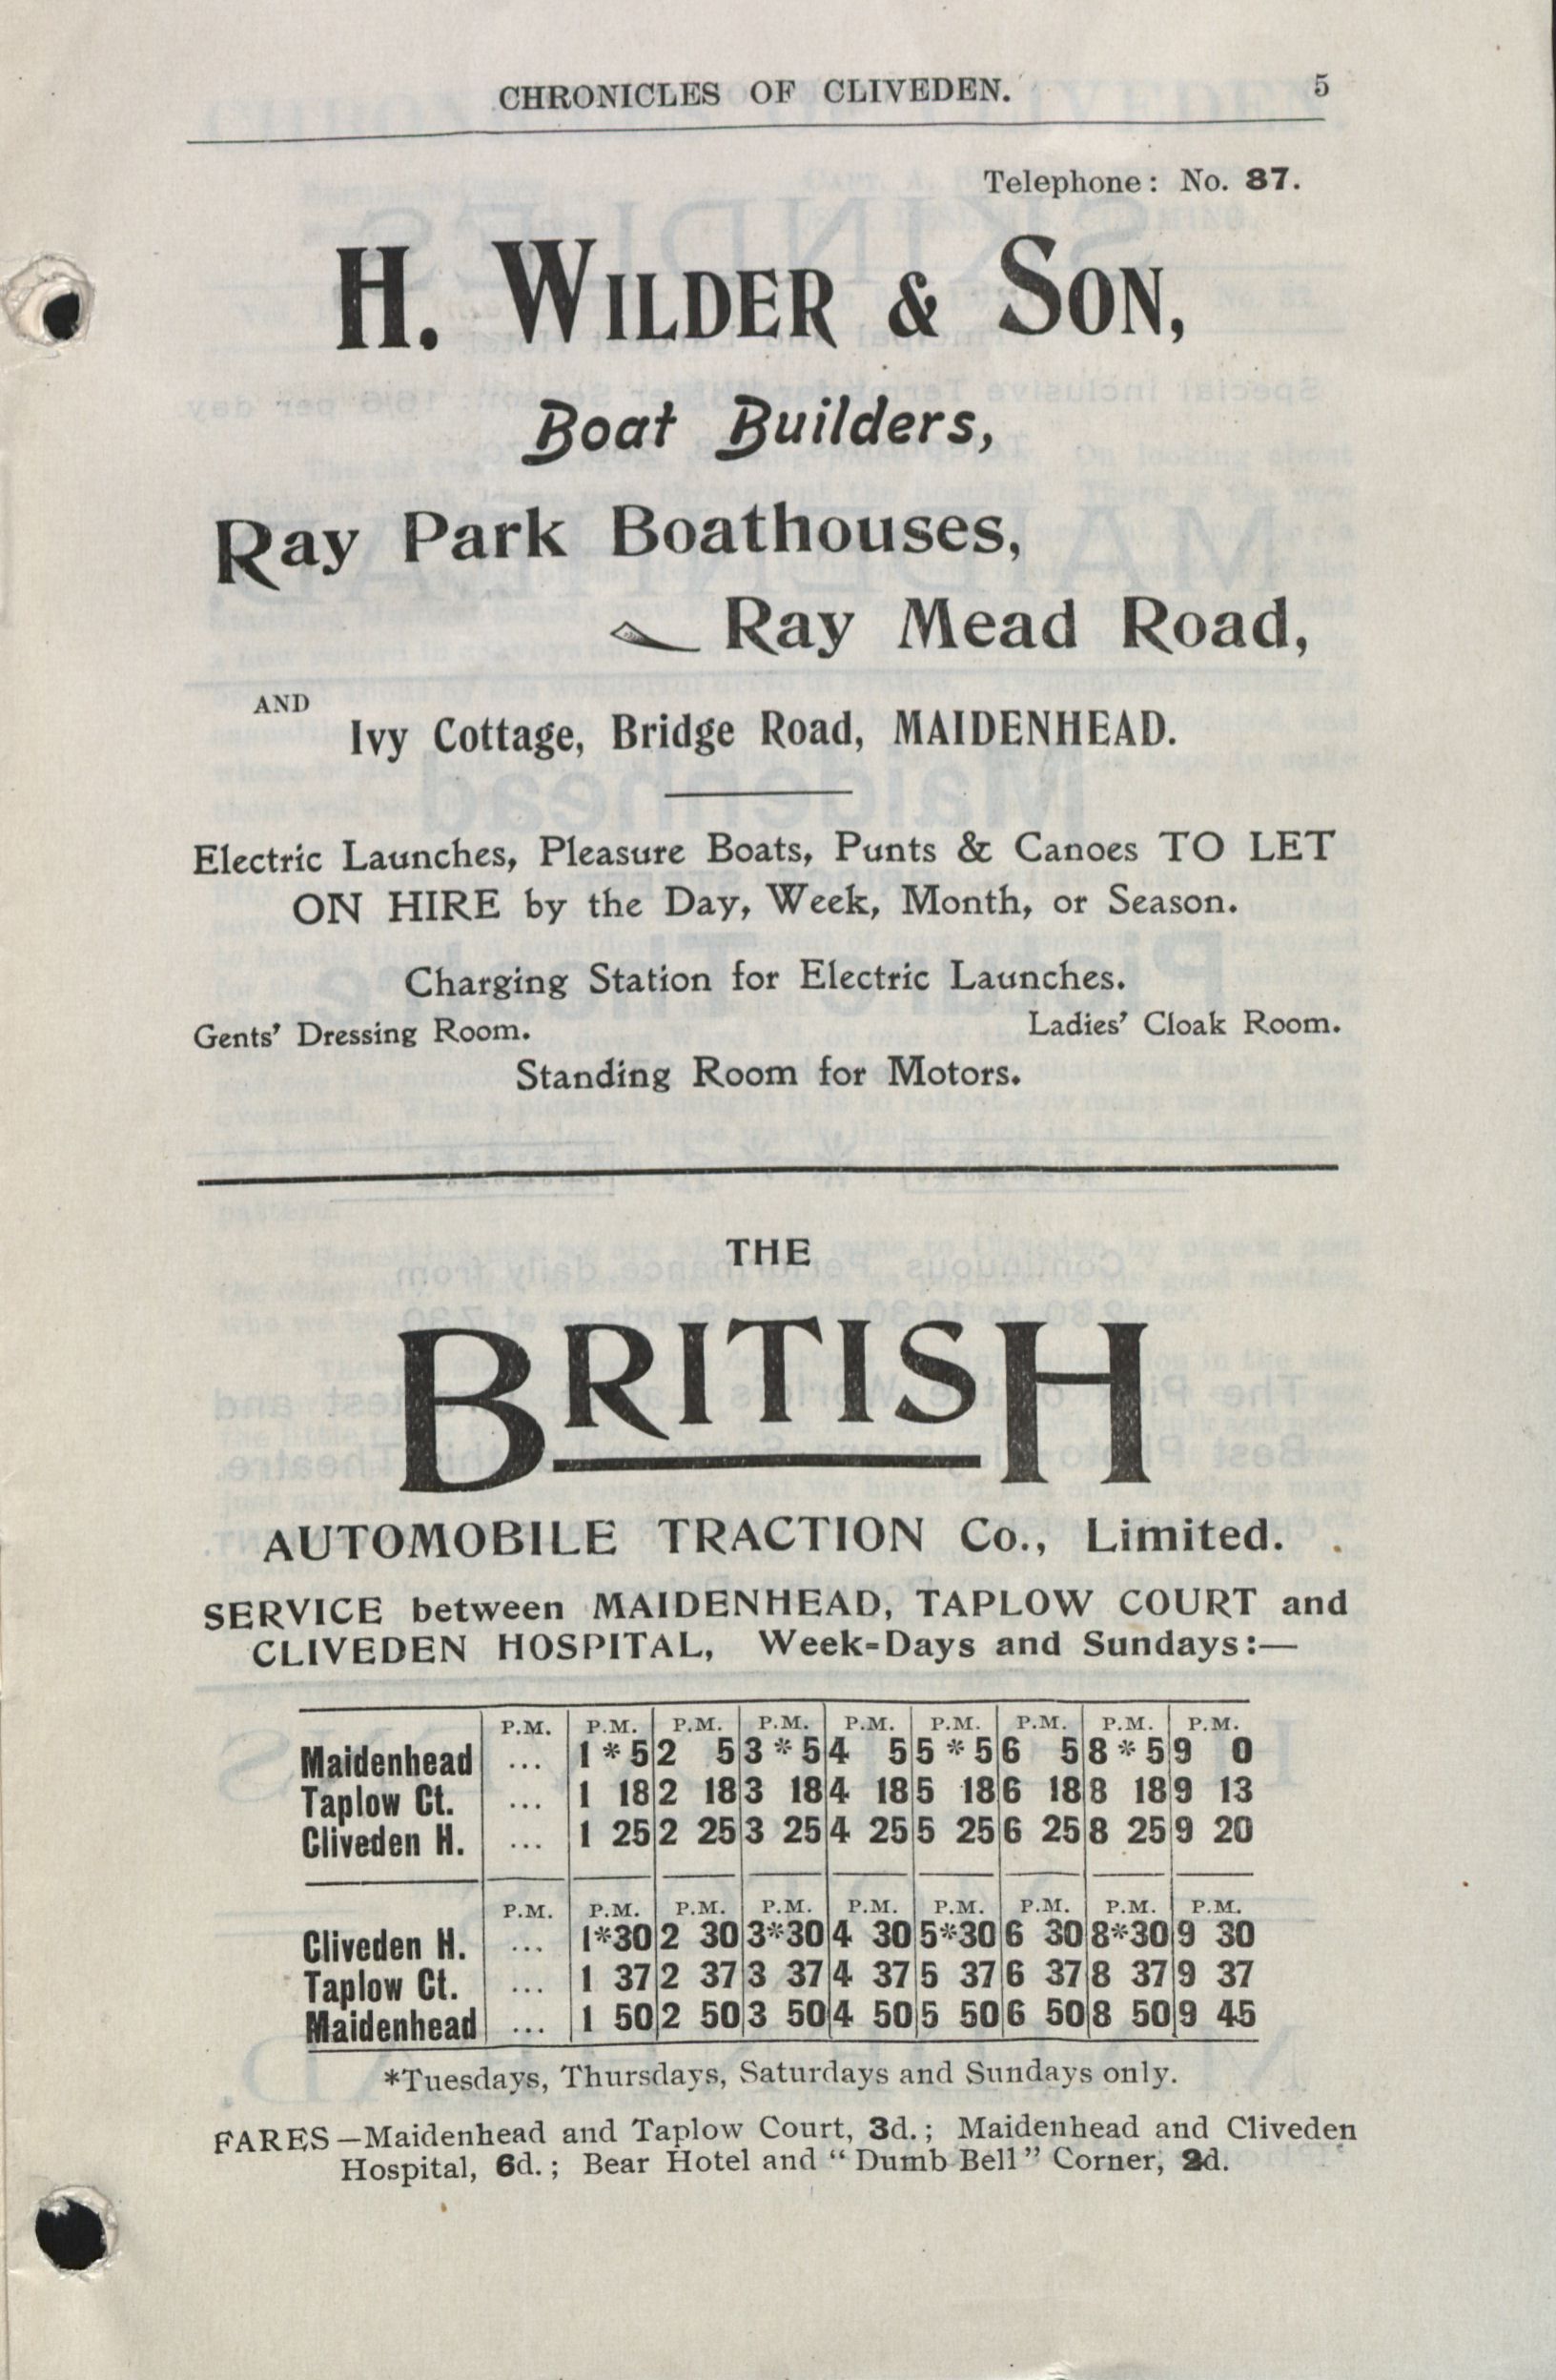 CHRONICLES OF CLIVEDEN. 5
Telephone: No. 87.
H. WILDER & SON,
Boat Builders,
Ray Park Boathouses,
Ray Mead Road,
AND
Ivy Cottage, Bridge Road, MAIDENHEAD.
Electric Launches, Pleasure Boats, Punts & Canoes TO LET
ON HIRE by the Day, Week, Month, or Season.
Charging Station for Electric Launches.
Gents' Dressing Room. Ladies' Cloak Room.
Standing Room for Motors.
THE
BRITISH
AUTOMOBILE TRACTION Co., Limited.
SERVICE between MAIDENHEAD, TAPLOW COURT and
CLIVEDEN HOSPITAL, Week-Days and Sundays:—
P.M. P.M. P.M. P.M. P.M. P.M. P.M. P.M. P.M.
Maidenhead ... 1*5 2 5 3*5 4 5 5*5 6 5 8*5 9 0
Taplow Ct. ... 1 18 2 18 3 18 4 18 5 18 6 18 8 18 9 13
Cliveden H. ... 1 25 2 25 3 25 4 25 5 25 6 25 8 25 9 20
P.M. P.M. P.M. P.M. P.M. P.M. P.M. P.M. P.M.
Cliveden H. ... 1*30 2 30 3*30 4 30 5*30 6 30 8*30 9 30
Taplow Ct. ... 1 37 2 37 3 37 4 37 5 37 6 37 8 37 9 37
Maidenhead ... 1 50 2 50 3 50 4 50 5 50 6 50 8 50 9 45
*Tuesdays, Thursdays, Saturdays and Sundays only.
FARES—Maidenhead and Taplow Court, 3d.; Maidenhead and Cliveden
Hospital, 6d.; Bear Hotel and "Dumb Bell" Corner, 2d.